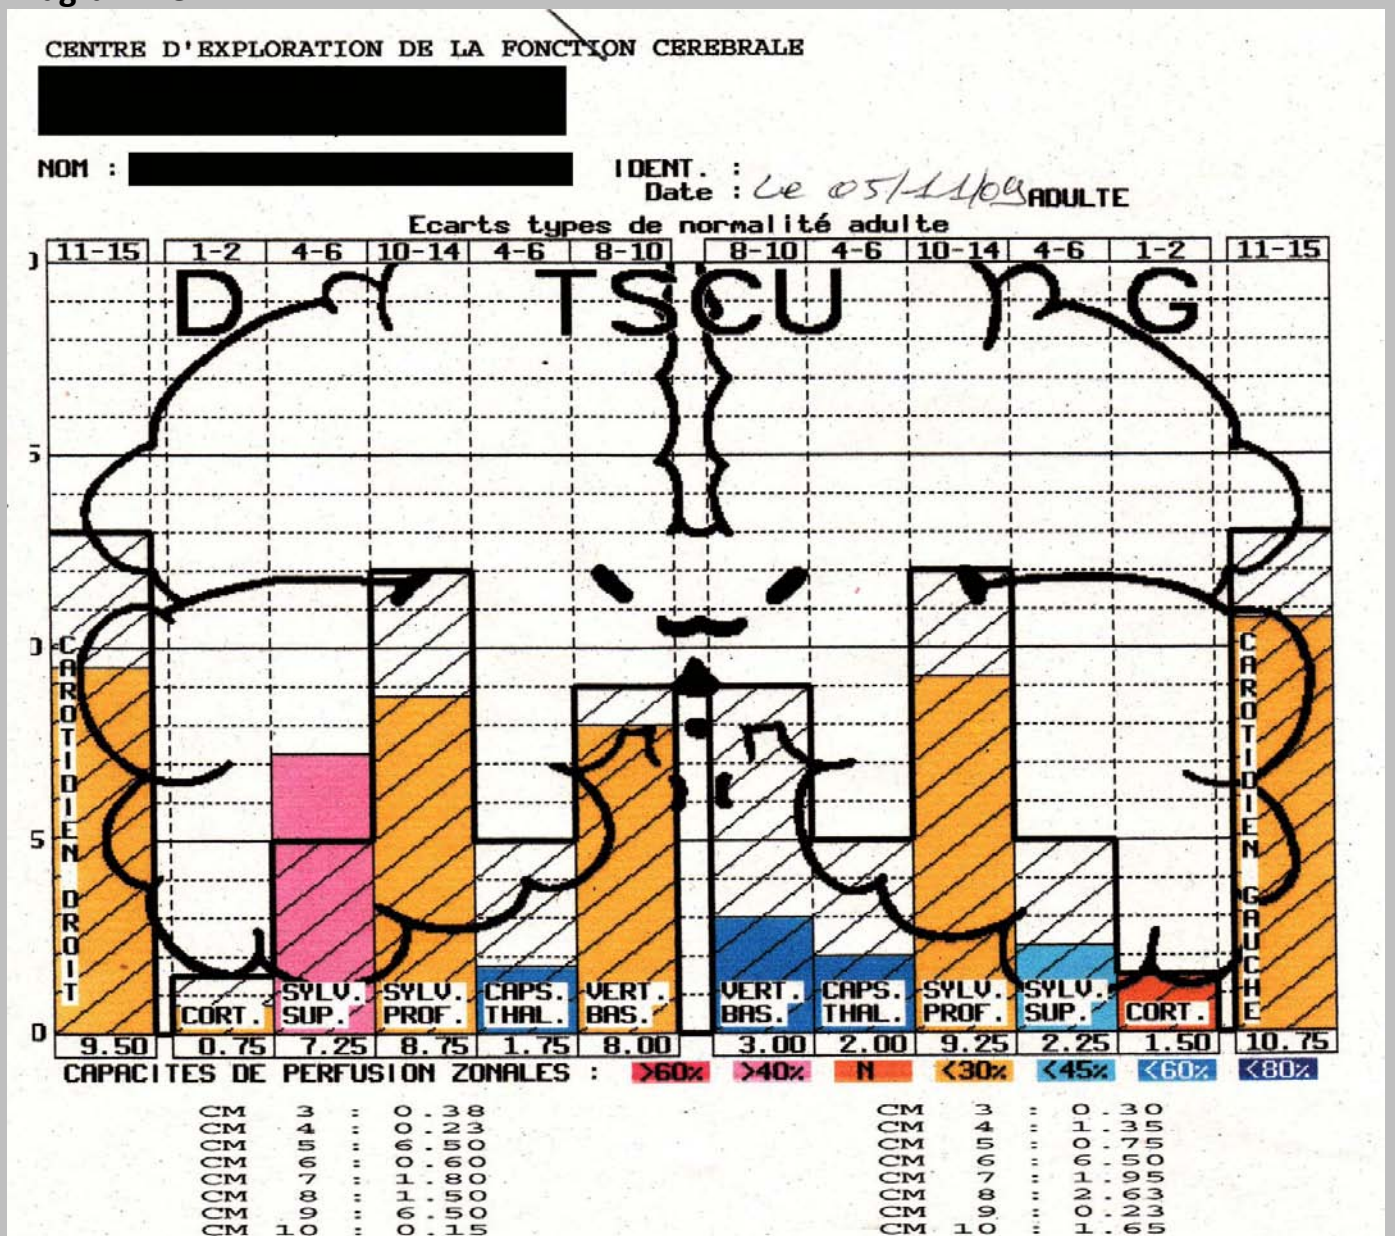 CENTRE D'EXPLORATION DE LA FONCTION CEREBRALE
NOM :
IDENT. :
Date : Le 05/11/09 ADULTE
Ecarts types de normalité adulte
11-15 1-2 4-6 10-14 4-6 8-10 8-10 4-6 10-14 4-6 1-2 11-15
D TSCU G
5
5
0
CAROTIDIEN DROIT
CORT.
SYLV. SUP.
SYLV. PROF.
CAPS. THAL.
VERT. BAS.
VERT. BAS.
CAPS. THAL.
SYLV. PROF.
SYLV. SUP.
CORT.
CAROTIDIEN GAUCHE
9.50 0.75 7.25 8.75 1.75 8.00 3.00 2.00 9.25 2.25 1.50 10.75
CAPACITES DE PERFUSION ZONALES : >60% >40% N <30% <45% <60% <80%
CM 3 : 0.38
CM 4 : 0.23
CM 5 : 6.50
CM 6 : 0.60
CM 7 : 1.80
CM 8 : 1.50
CM 9 : 6.50
CM 10 : 0.15
CM 3 : 0.30
CM 4 : 1.35
CM 5 : 0.75
CM 6 : 6.50
CM 7 : 1.95
CM 8 : 2.63
CM 9 : 0.23
CM 10 : 1.65